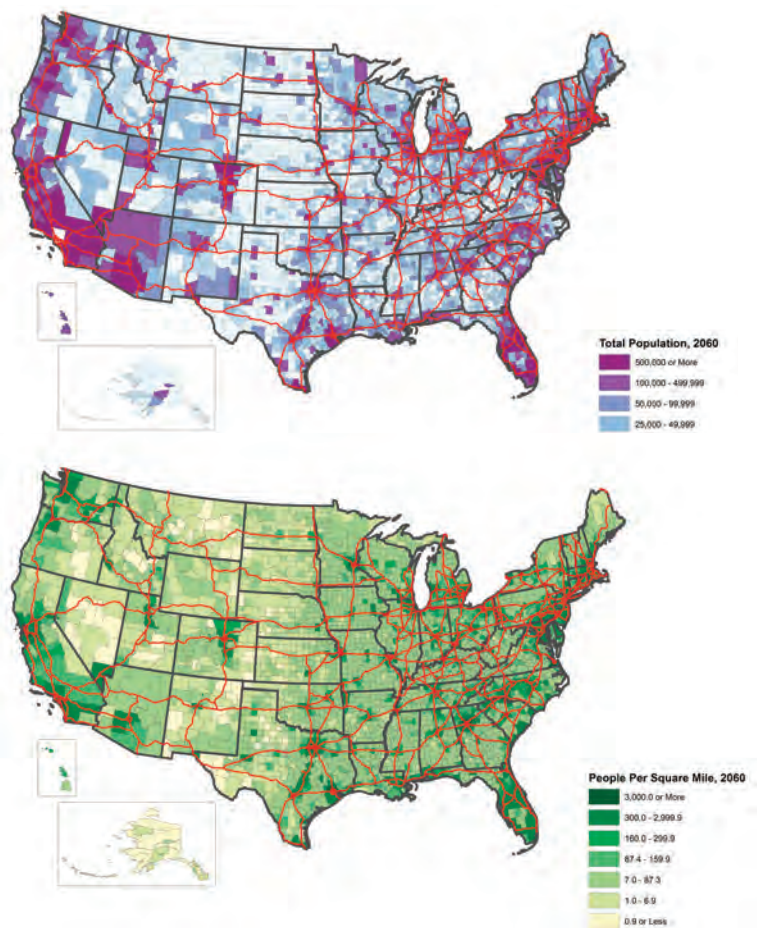 Total Population, 2060
500,000 or More
100,000 - 499,999
50,000 - 99,999
25,000 - 49,999
People Per Square Mile, 2060
3,000.0 or More
300.0 - 2,999.9
160.0 - 299.9
87.4 - 159.9
7.0 - 87.3
1.0 - 6.9
0.9 or Less